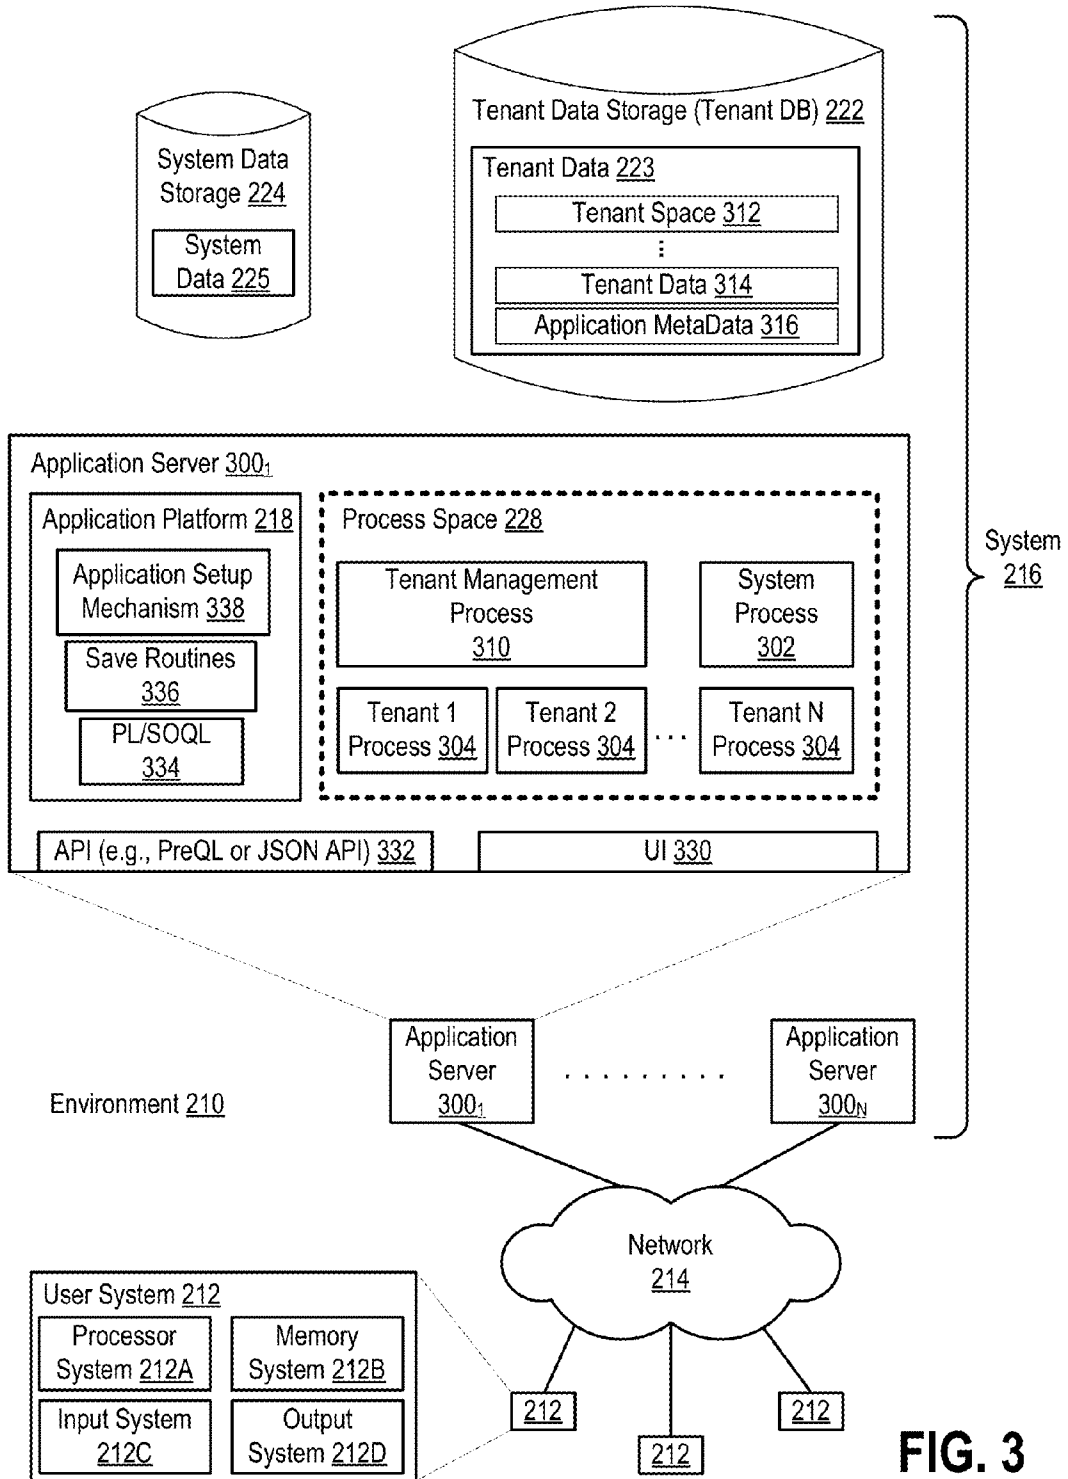 Tenant Data Storage (Tenant DB) 222
System Data
Storage 224
System
Data 225
Tenant Data 223
Tenant Space 312
⋮
Tenant Data 314
Application MetaData 316
Application Server 300₁
Application Platform 218
Application Setup
Mechanism 338
Save Routines
336
PL/SOQL
334
Process Space 228
Tenant Management
Process
310
System
Process
302
Tenant 1
Process 304
Tenant 2
Process 304
. . .
Tenant N
Process 304
API (e.g., PreQL or JSON API) 332
UI 330
System
216
Application
Server
300₁
. . . . . . . . .
Application
Server
300N
Environment 210
Network
214
User System 212
Processor
System 212A
Memory
System 212B
Input System
212C
Output
System 212D
212
212
212
FIG. 3